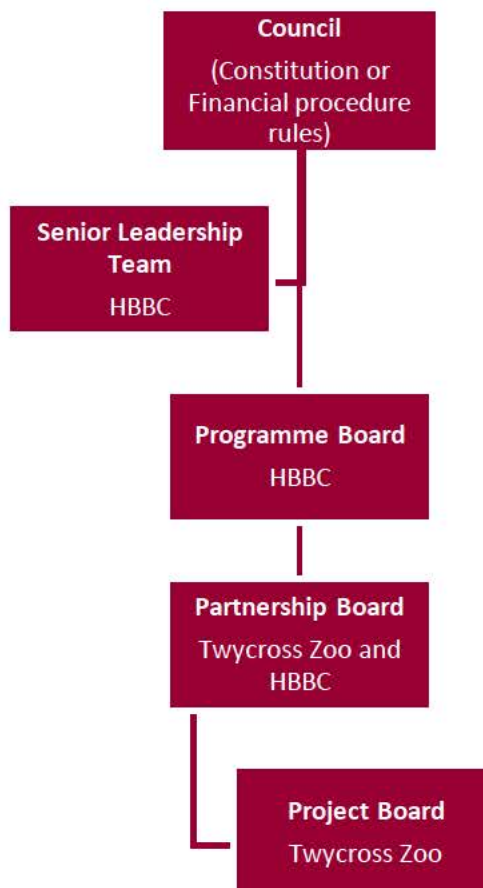 Council
(Constitution or
Financial procedure
rules)
Senior Leadership
Team
HBBC
Programme Board
HBBC
Partnership Board
Twycross Zoo and
HBBC
Project Board
Twycross Zoo